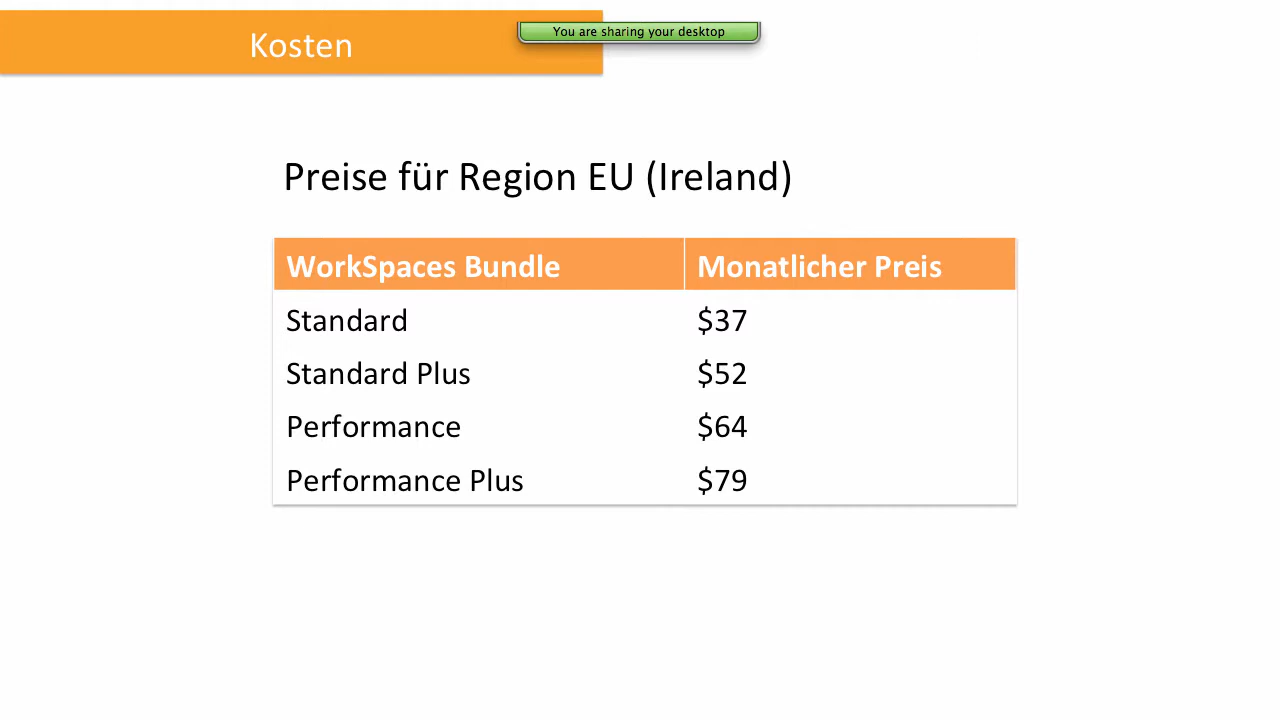 Kosten
You are sharing your desktop
Preise für Region EU (Ireland)
WorkSpaces Bundle Monatlicher Preis
Standard $37
Standard Plus $52
Performance $64
Performance Plus $79